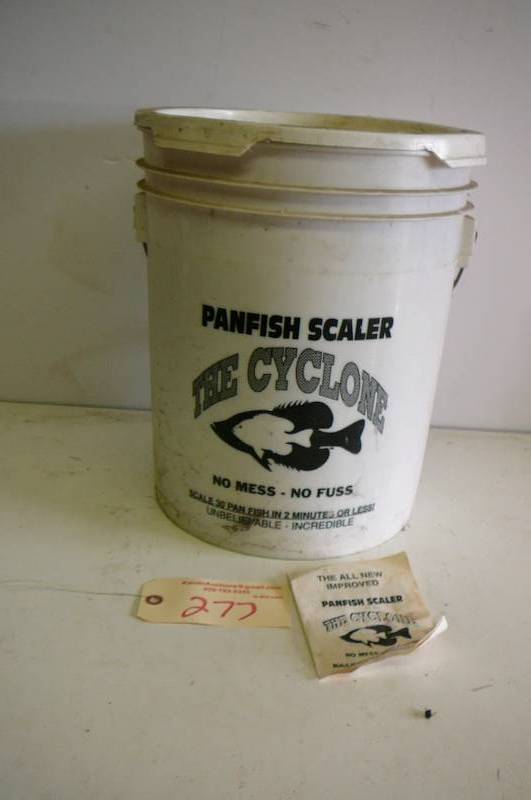 PANFISH SCALER
THE CYCLONE
NO MESS - NO FUSS
SCALE 30 PAN FISH IN 2 MINUTES OR LESS!
UNBELIEVABLE - INCREDIBLE
277
THE ALL NEW
IMPROVED
PANFISH SCALER
THE CYCLONE
NO MESS